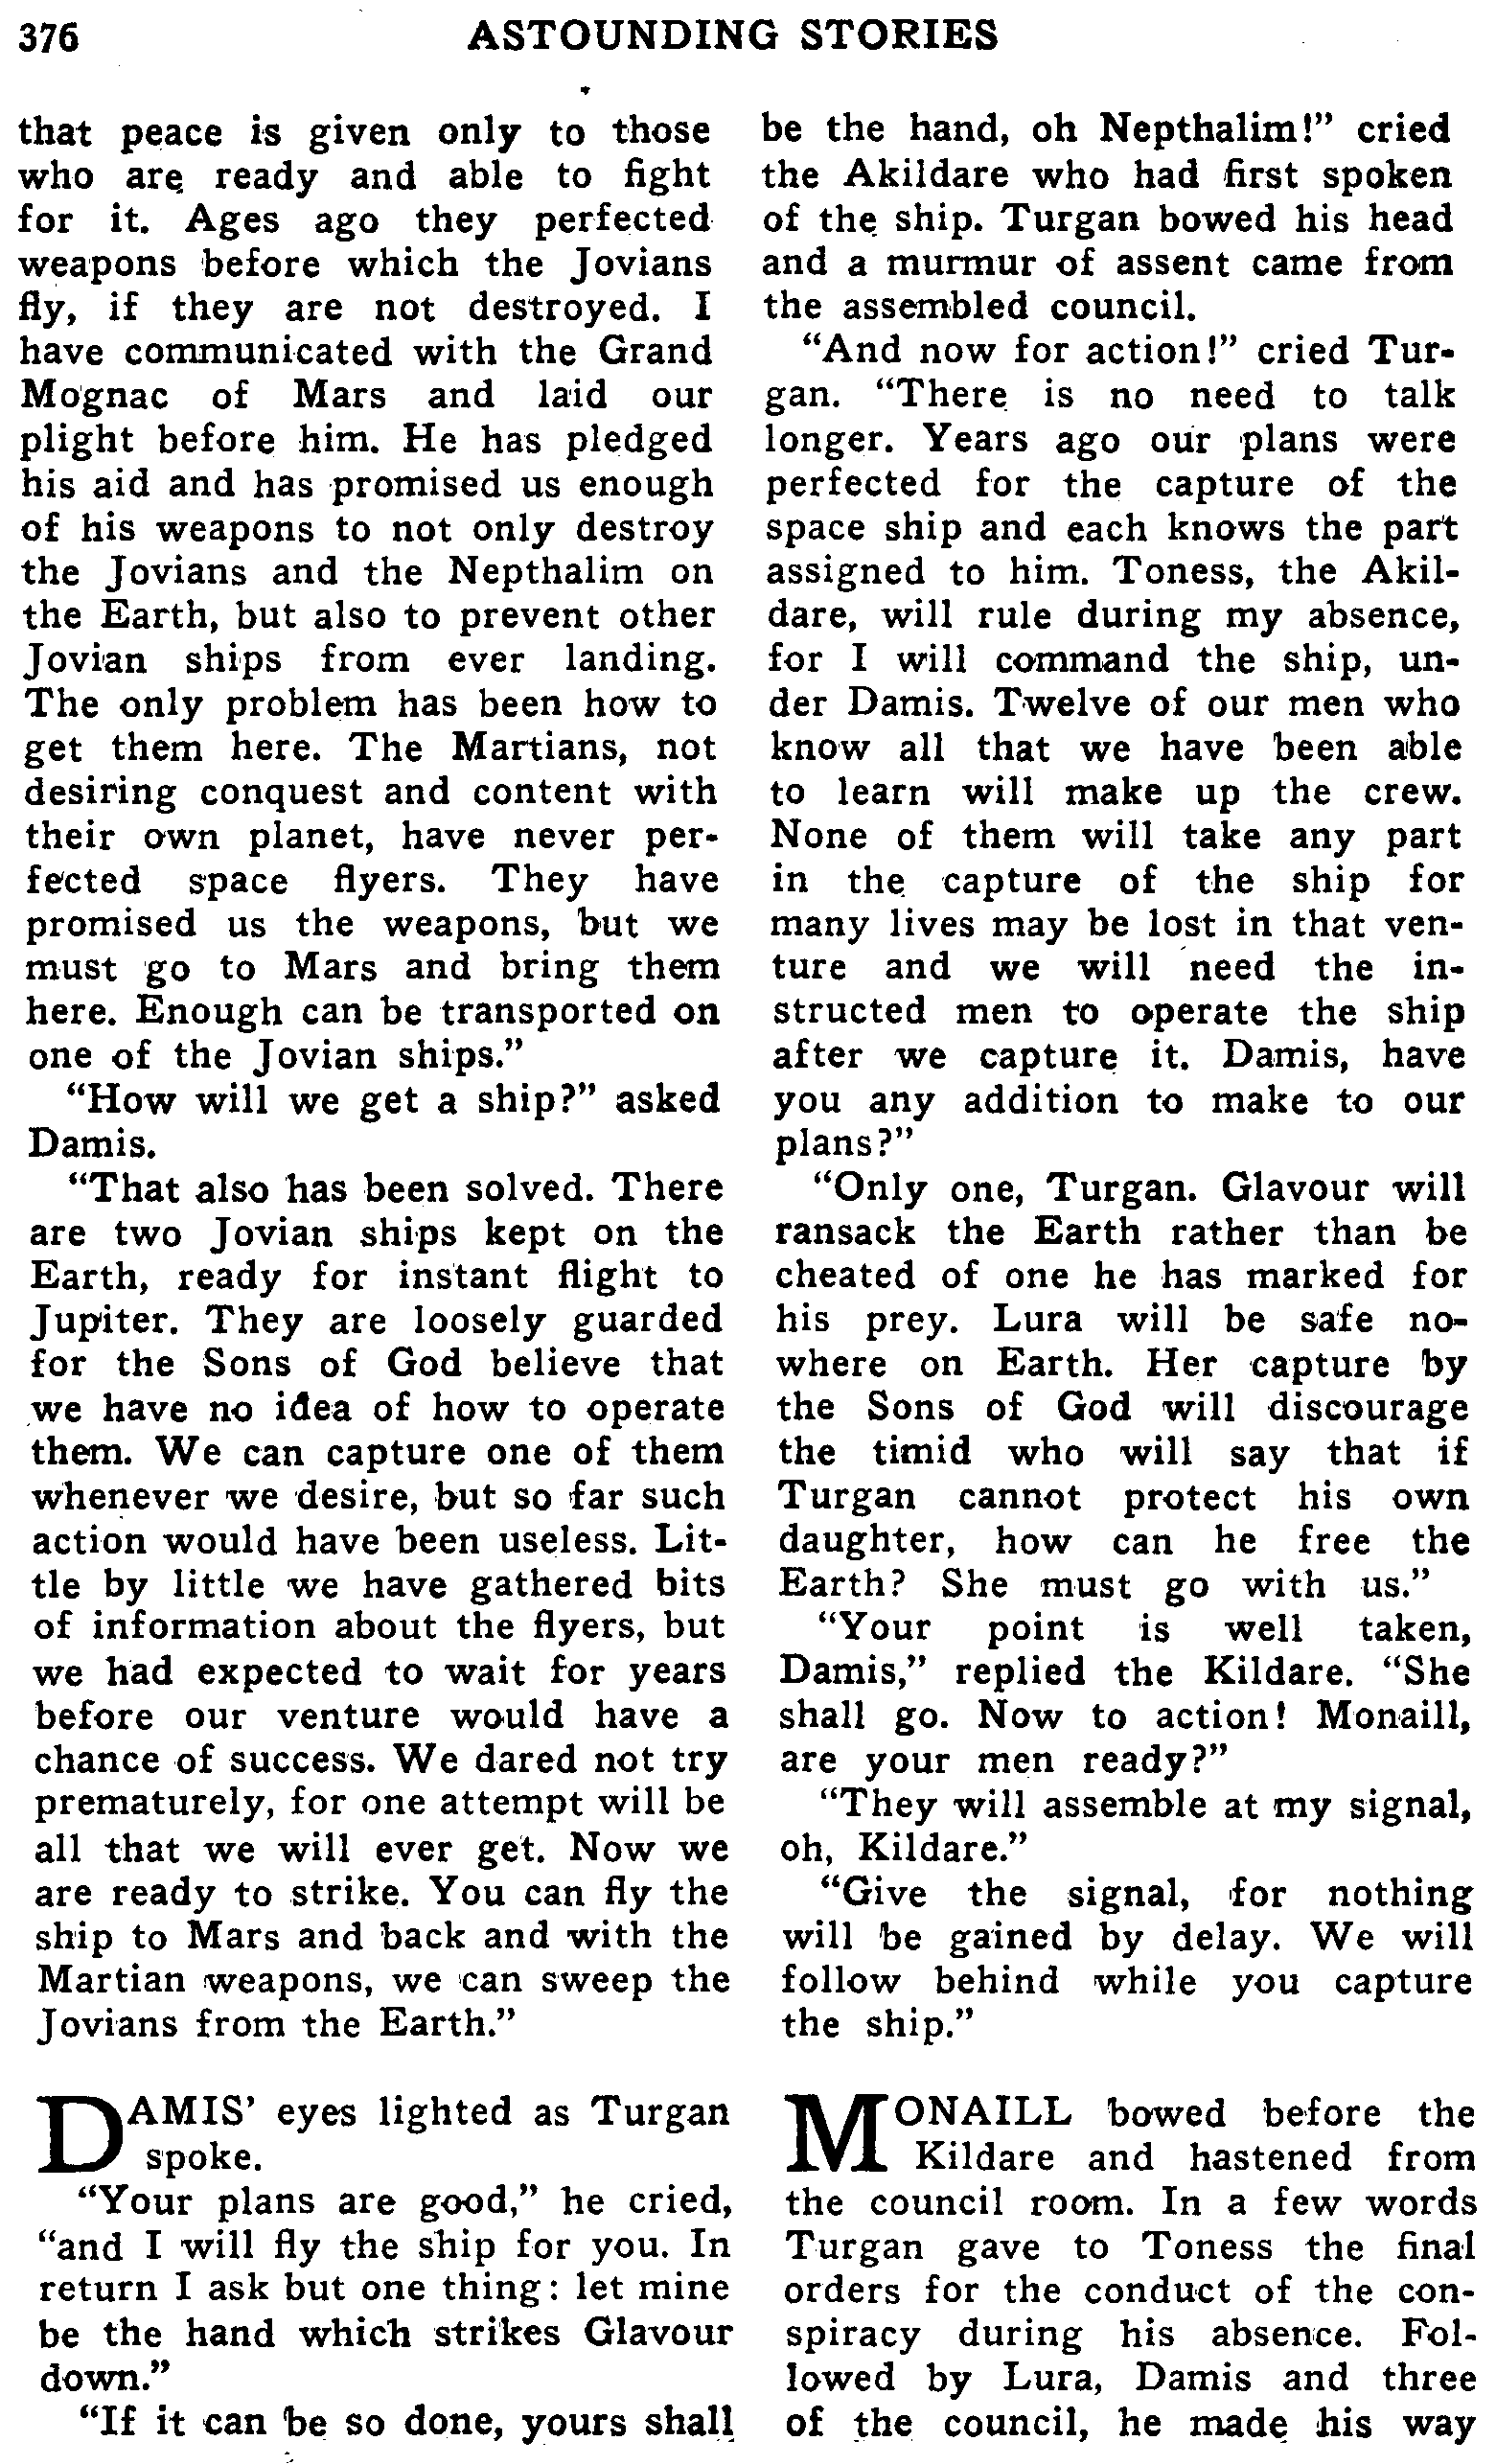 376
ASTOUNDING STORIES
that peace is given only to those
who are ready and able to fight
for it. Ages ago they perfected
weapons before which the Jovians
fly, if they are not destroyed. I
have communicated with the Grand
Mognac of Mars and laid our
plight before him. He has pledged
his aid and has promised us enough
of his weapons to not only destroy
the Jovians and the Nepthalim on
the Earth, but also to prevent other
Jovian ships from ever landing.
The only problem has been how to
get them here. The Martians, not
desiring conquest and content with
their own planet, have never per-
fected space flyers. They have
promised us the weapons, but we
must go to Mars and bring them
here. Enough can be transported on
one of the Jovian ships.”
“How will we get a ship?” asked
Damis.
“That also has been solved. There
are two Jovian ships kept on the
Earth, ready for instant flight to
Jupiter. They are loosely guarded
for the Sons of God believe that
we have no idea of how to operate
them. We can capture one of them
whenever we desire, but so far such
action would have been useless. Lit-
tle by little we have gathered bits
of information about the flyers, but
we had expected to wait for years
before our venture would have a
chance of success. We dared not try
prematurely, for one attempt will be
all that we will ever get. Now we
are ready to strike. You can fly the
ship to Mars and back and with the
Martian weapons, we can sweep the
Jovians from the Earth.”
DAMIS’ eyes lighted as Turgan
spoke.
“Your plans are good,” he cried,
“and I will fly the ship for you. In
return I ask but one thing: let mine
be the hand which strikes Glavour
down.”
“If it can be so done, yours shall
be the hand, oh Nepthalim!” cried
the Akildare who had first spoken
of the ship. Turgan bowed his head
and a murmur of assent came from
the assembled council.
“And now for action!” cried Tur-
gan. “There is no need to talk
longer. Years ago our plans were
perfected for the capture of the
space ship and each knows the part
assigned to him. Toness, the Akil-
dare, will rule during my absence,
for I will command the ship, un-
der Damis. Twelve of our men who
know all that we have been able
to learn will make up the crew.
None of them will take any part
in the capture of the ship for
many lives may be lost in that ven-
ture and we will need the in-
structed men to operate the ship
after we capture it. Damis, have
you any addition to make to our
plans?”
“Only one, Turgan. Glavour will
ransack the Earth rather than be
cheated of one he has marked for
his prey. Lura will be safe no-
where on Earth. Her capture by
the Sons of God will discourage
the timid who will say that if
Turgan cannot protect his own
daughter, how can he free the
Earth? She must go with us.”
“Your point is well taken,
Damis,” replied the Kildare. “She
shall go. Now to action! Monaill,
are your men ready?”
“They will assemble at my signal,
oh, Kildare.”
“Give the signal, for nothing
will be gained by delay. We will
follow behind while you capture
the ship.”
MONAILL bowed before the
Kildare and hastened from
the council room. In a few words
Turgan gave to Toness the final
orders for the conduct of the con-
spiracy during his absence. Fol-
lowed by Lura, Damis and three
of the council, he made his way